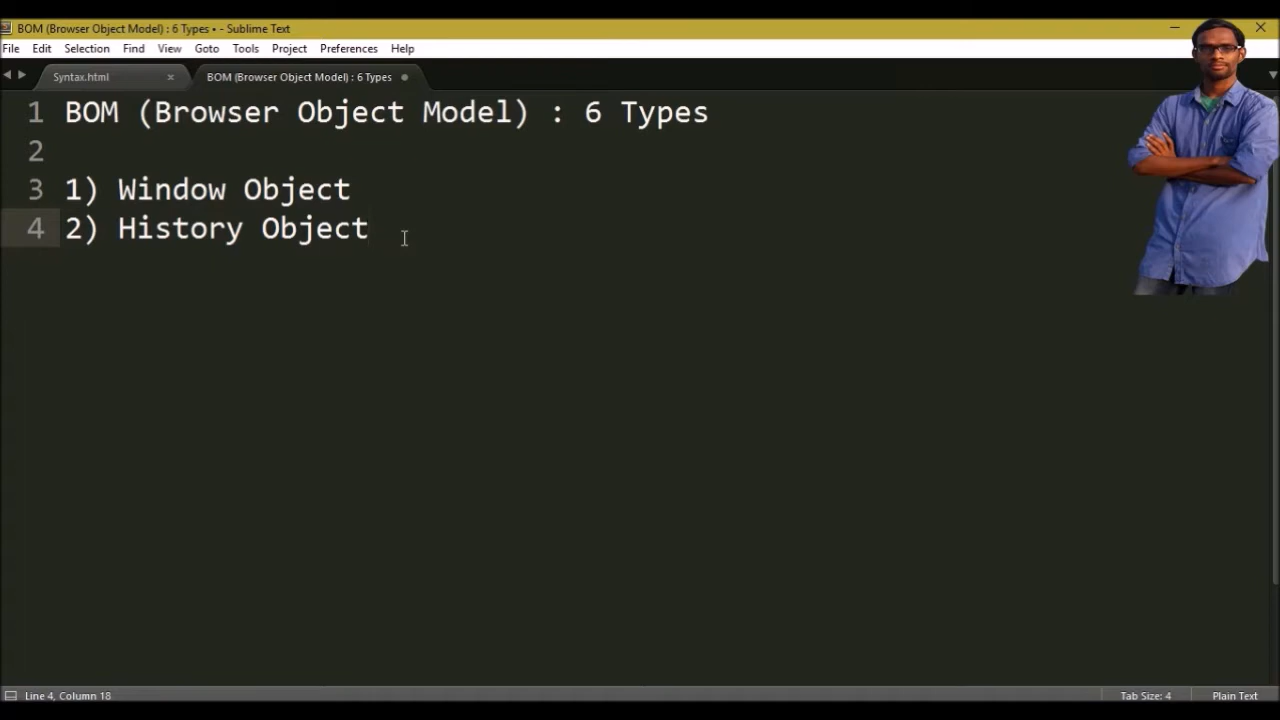 BOM (Browser Object Model) : 6 Types • - Sublime Text
File Edit Selection Find View Goto Tools Project Preferences Help
Syntax.html BOM (Browser Object Model) : 6 Types
1 BOM (Browser Object Model) : 6 Types
2
3 1) Window Object
4 2) History Object
Line 4, Column 18 Tab Size: 4 Plain Text